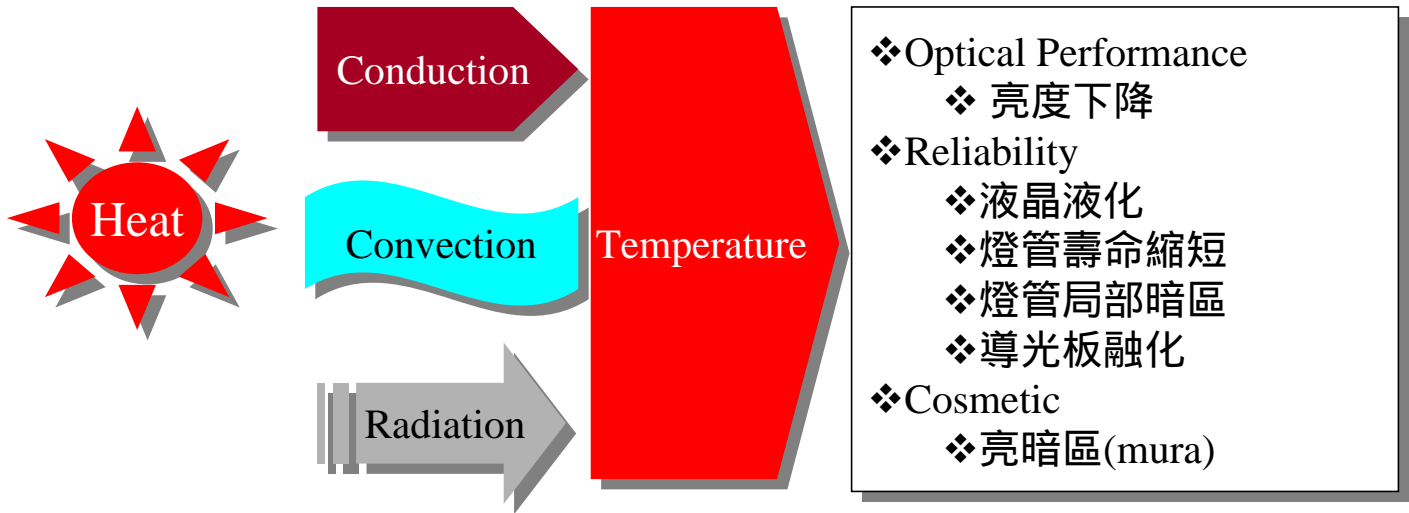 Heat
Conduction
Convection
Radiation
Temperature
❖Optical Performance
❖ 亮度下降
❖Reliability
❖液晶液化
❖燈管壽命縮短
❖燈管局部暗區
❖導光板融化
❖Cosmetic
❖亮暗區(mura)